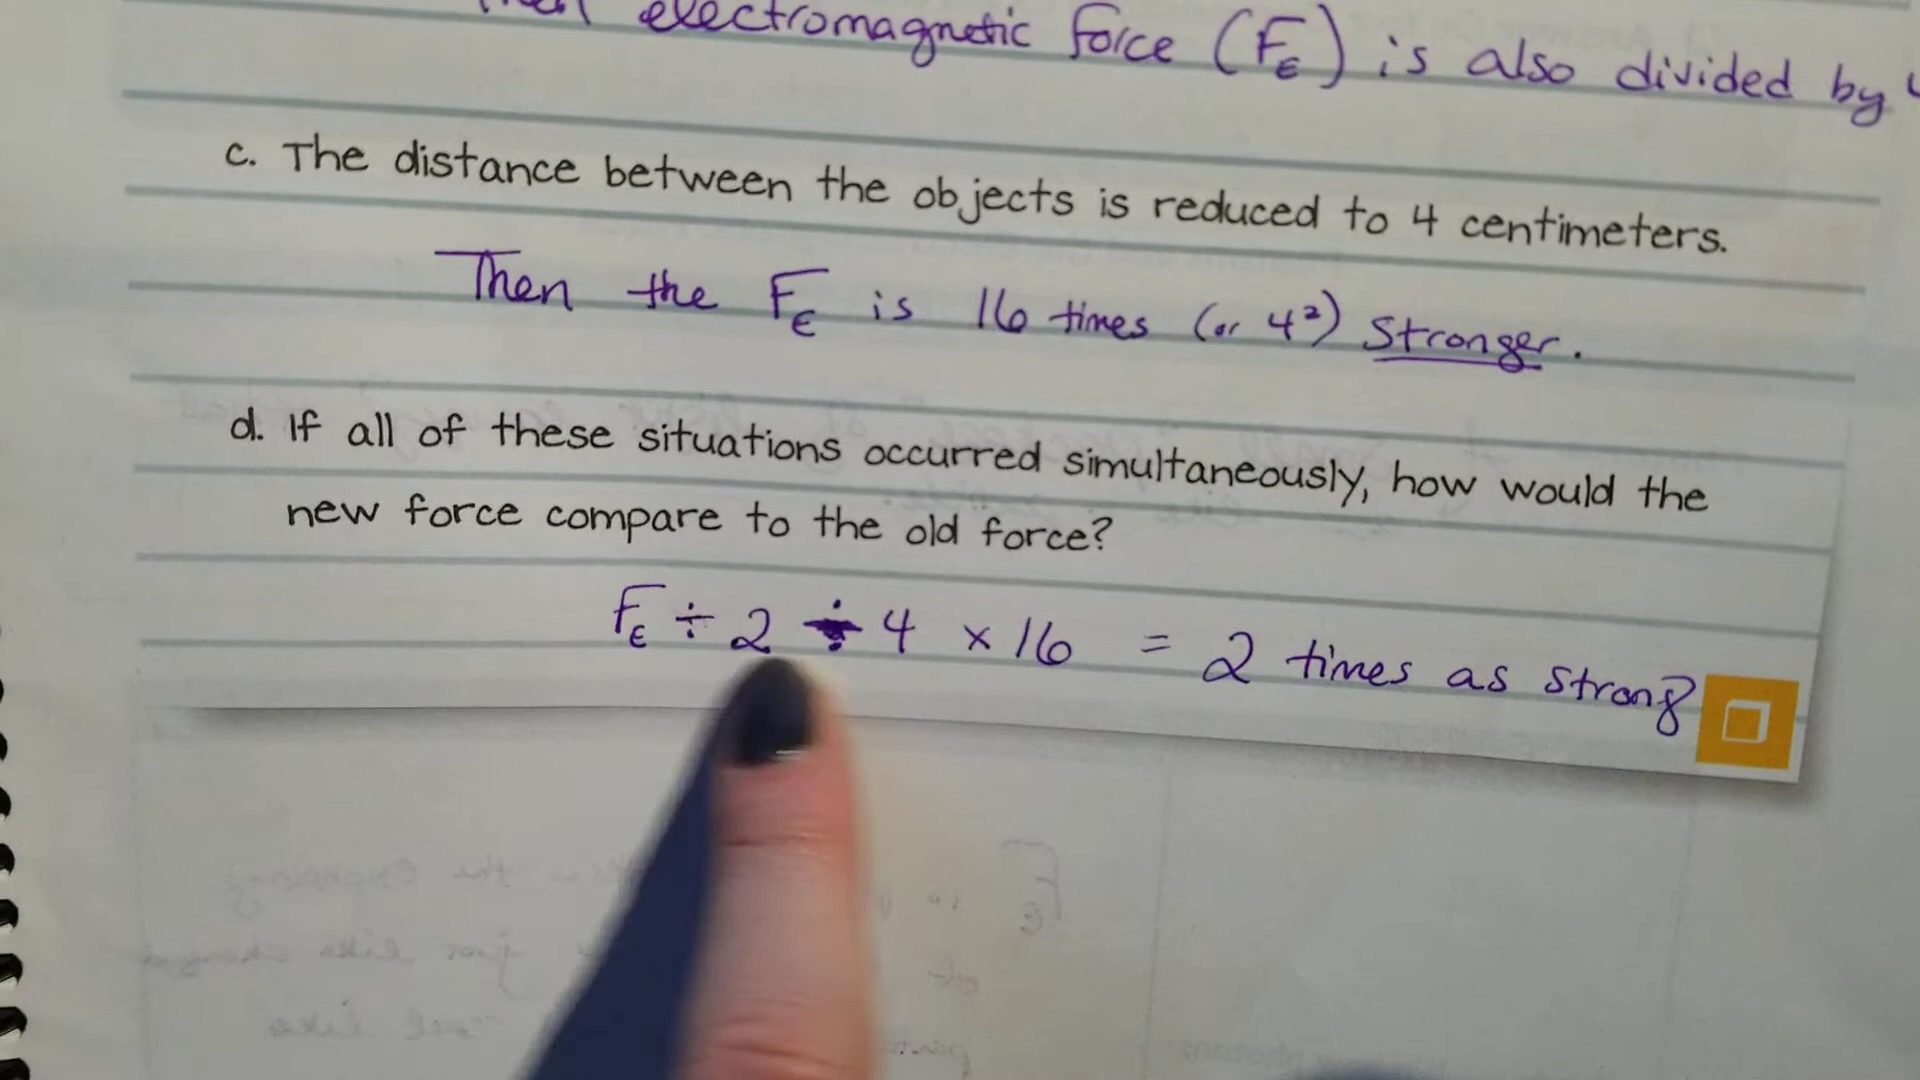 electromagnetic force (Fε) is also divided by
c. The distance between the objects is reduced to 4 centimeters.
Then the Fε is 16 times (or 4²) stronger.
d. If all of these situations occurred simultaneously, how would the
new force compare to the old force?
Fε ÷ 2 ÷ 4 × 16 = 2 times as strong